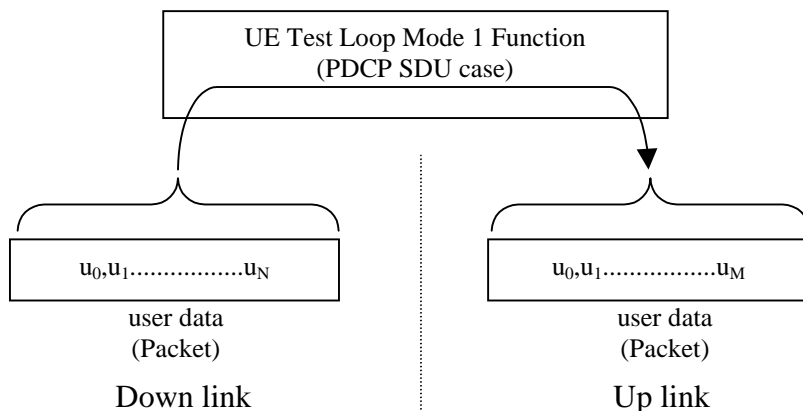 UE Test Loop Mode 1 Function
(PDCP SDU case)
u0,u1..................uN
u0,u1..................uM
user data
(Packet)
user data
(Packet)
Down link
Up link